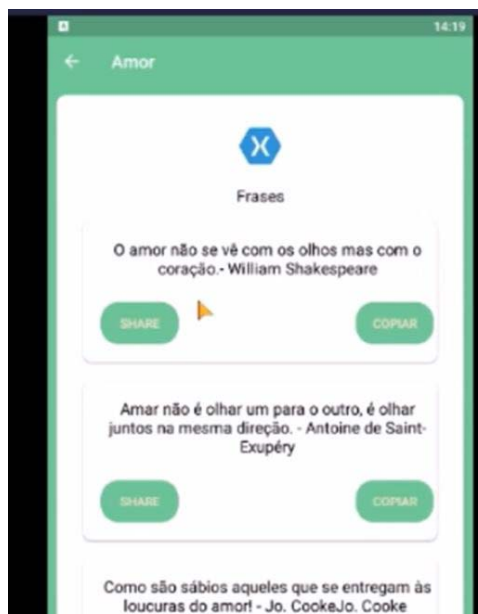 14:19
Amor
Frases
O amor não se vê com os olhos mas com o
coração.- William Shakespeare
SHARE
COPIAR
Amar não é olhar um para o outro, é olhar
juntos na mesma direção. - Antoine de Saint-
Exupéry
SHARE
COPIAR
Como são sábios aqueles que se entregam às
loucuras do amor! - Jo. CookeJo. Cooke